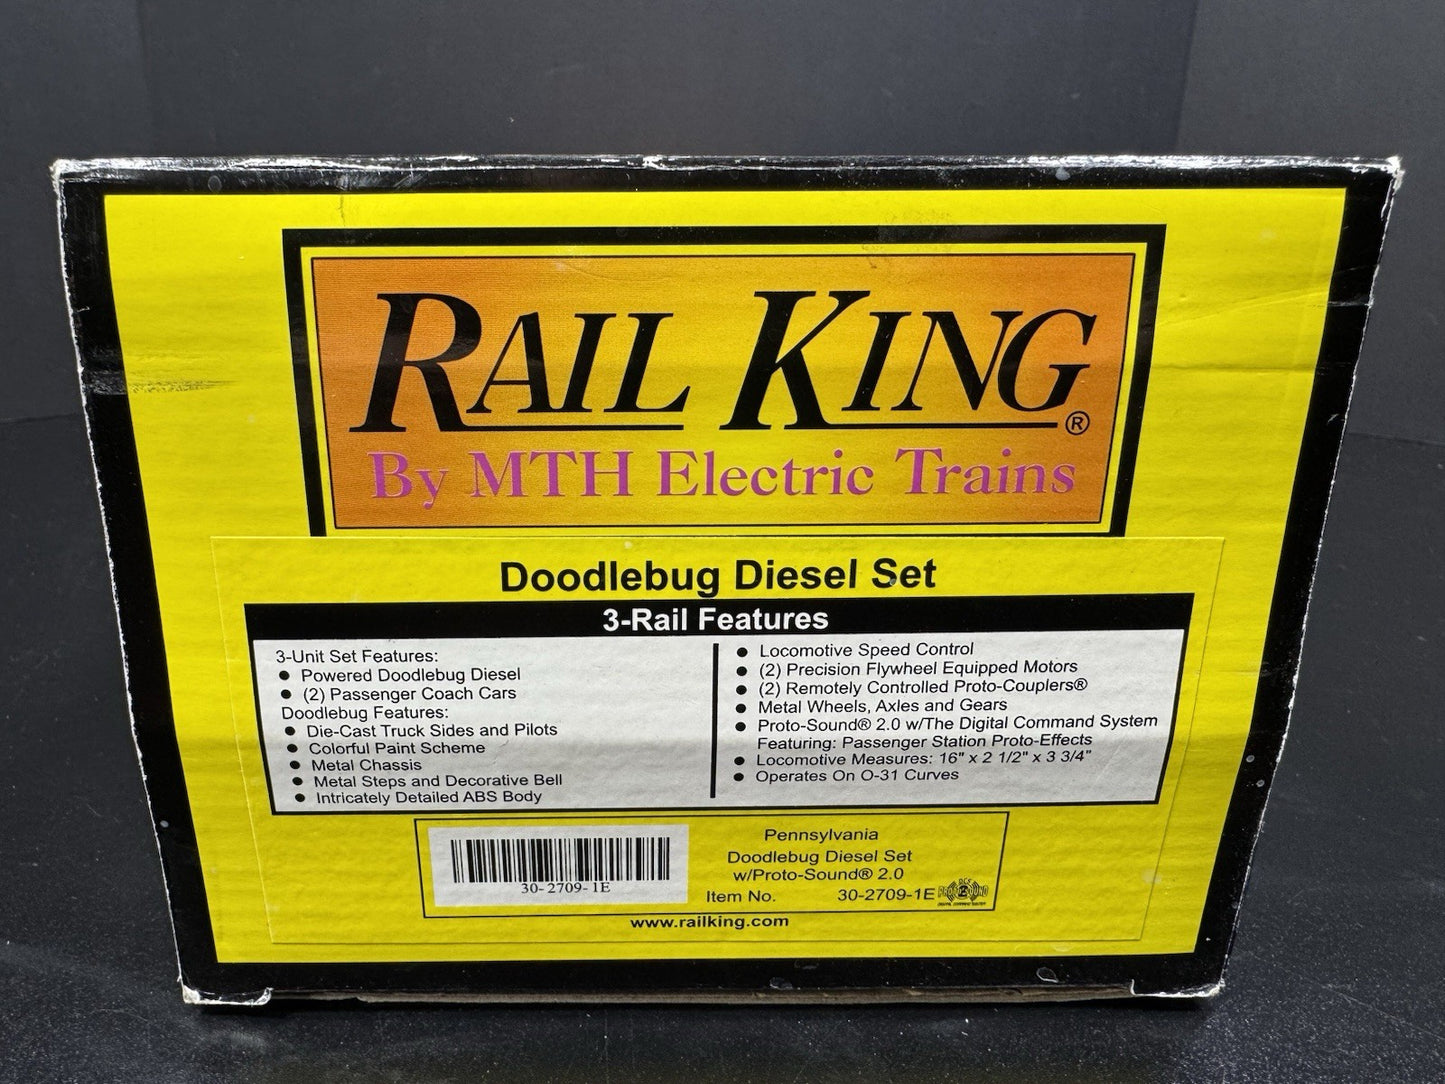 RAIL KING®
By MTH Electric Trains
Doodlebug Diesel Set
3-Rail Features
3-Unit Set Features:
● Powered Doodlebug Diesel
● (2) Passenger Coach Cars
Doodlebug Features:
● Die-Cast Truck Sides and Pilots
● Colorful Paint Scheme
● Metal Chassis
● Metal Steps and Decorative Bell
● Intricately Detailed ABS Body
● Locomotive Speed Control
● (2) Precision Flywheel Equipped Motors
● (2) Remotely Controlled Proto-Couplers®
● Metal Wheels, Axles and Gears
● Proto-Sound® 2.0 w/The Digital Command System
Featuring: Passenger Station Proto-Effects
● Locomotive Measures: 16" x 2 1/2" x 3 3/4"
● Operates On O-31 Curves
30-2709-1E
Pennsylvania
Doodlebug Diesel Set
w/Proto-Sound® 2.0
Item No. 30-2709-1E
www.railking.com